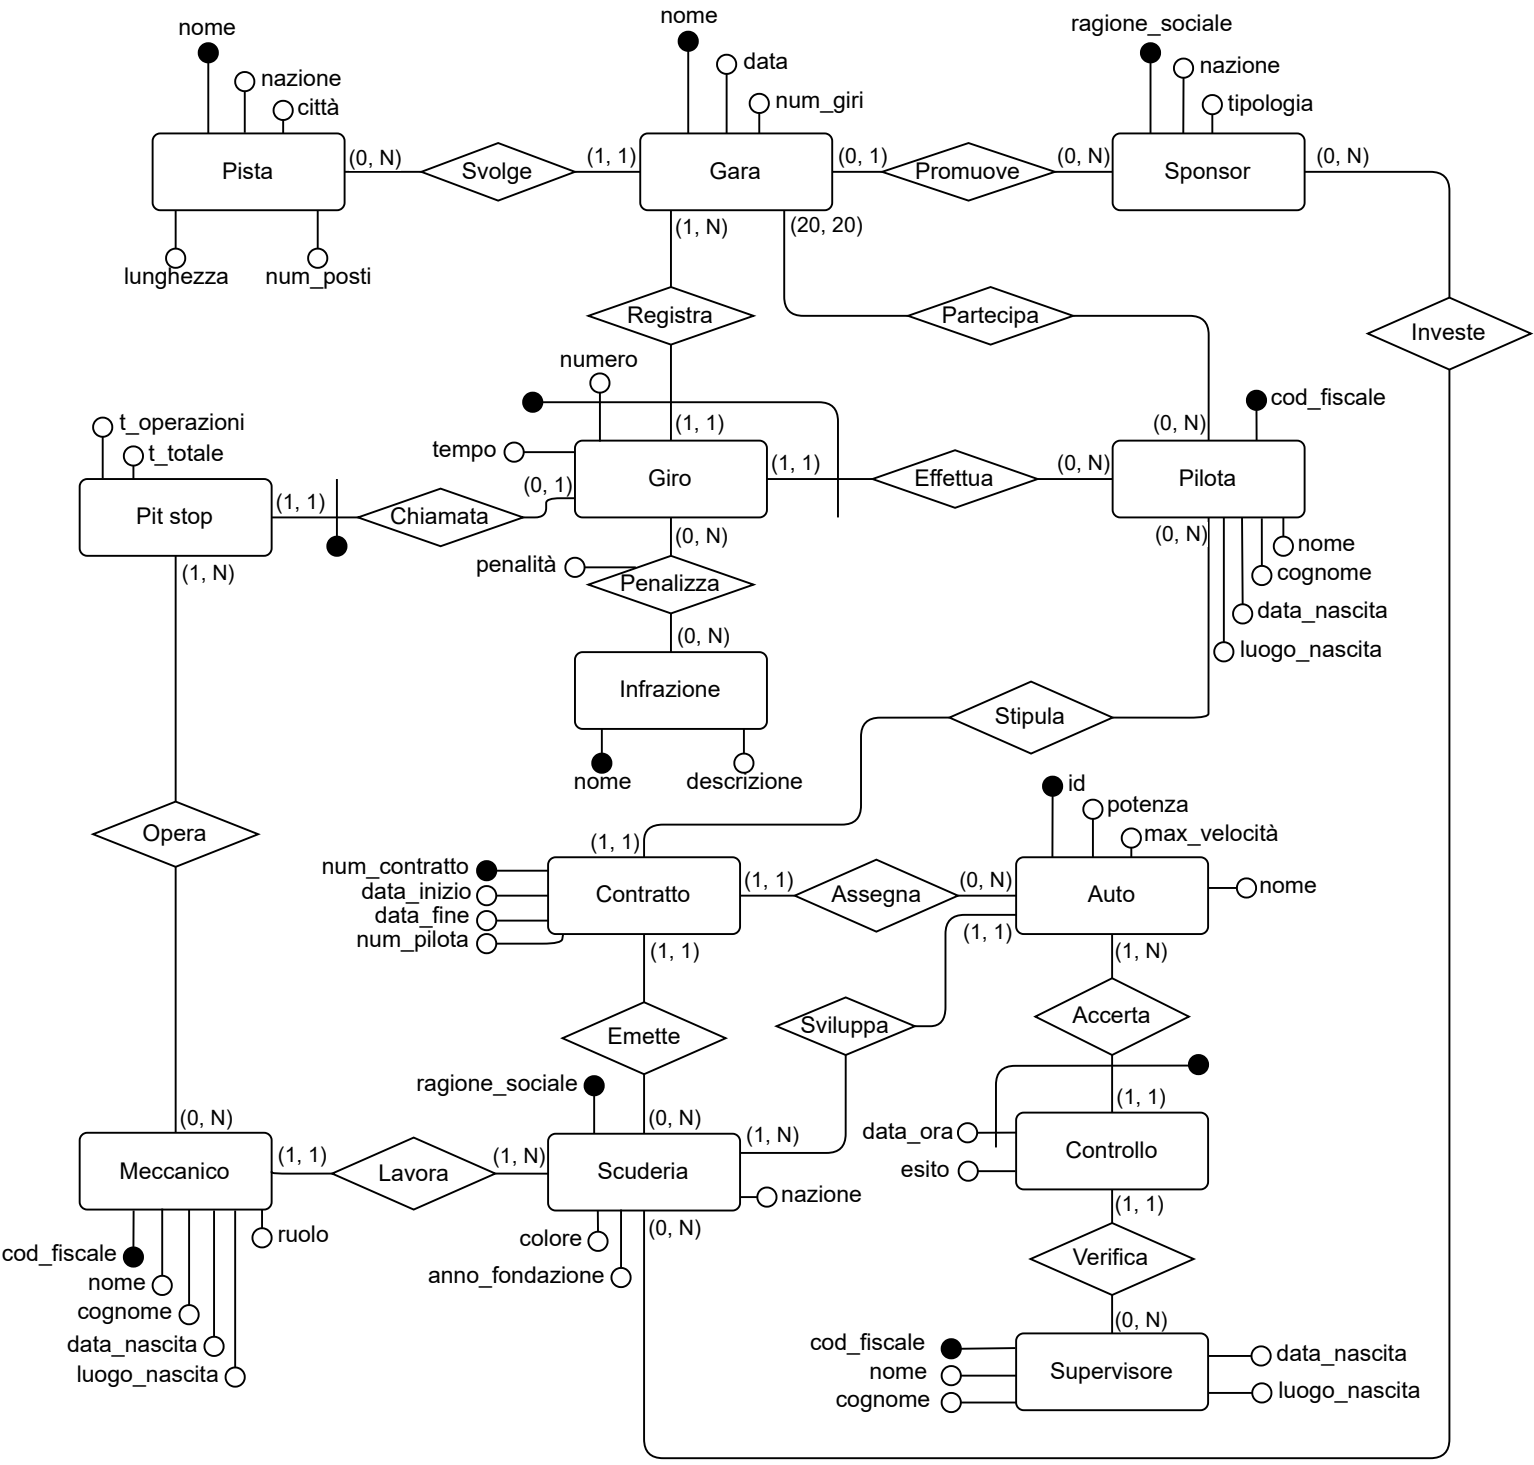 nome
nazione
città
Pista
(0, N)
lunghezza
num_posti
Svolge
(1, 1)
nome
data
num_giri
Gara
(0, 1)
(1, N)
(20, 20)
Promuove
(0, N)
ragione_sociale
nazione
tipologia
Sponsor
(0, N)
Investe
Registra
Partecipa
numero
tempo
(1, 1)
Giro
(1, 1)
(0, 1)
(0, N)
Effettua
(0, N)
(0, N)
cod_fiscale
Pilota
(0, N)
nome
cognome
data_nascita
luogo_nascita
t_operazioni
t_totale
Pit stop
(1, 1)
(1, N)
Chiamata
penalità
Penalizza
(0, N)
Infrazione
nome
descrizione
Stipula
Opera
(1, 1)
num_contratto
data_inizio
data_fine
num_pilota
Contratto
(1, 1)
(1, 1)
Assegna
(0, N)
id
potenza
max_velocità
Auto
nome
(1, 1)
(1, N)
Emette
Sviluppa
Accerta
ragione_sociale
(0, N)
(1, N)
Scuderia
nazione
colore
anno_fondazione
(0, N)
(0, N)
Meccanico
(1, 1)
Lavora
(1, N)
cod_fiscale
nome
cognome
data_nascita
luogo_nascita
ruolo
(1, 1)
data_ora
esito
Controllo
(1, 1)
Verifica
(0, N)
cod_fiscale
nome
cognome
Supervisore
data_nascita
luogo_nascita